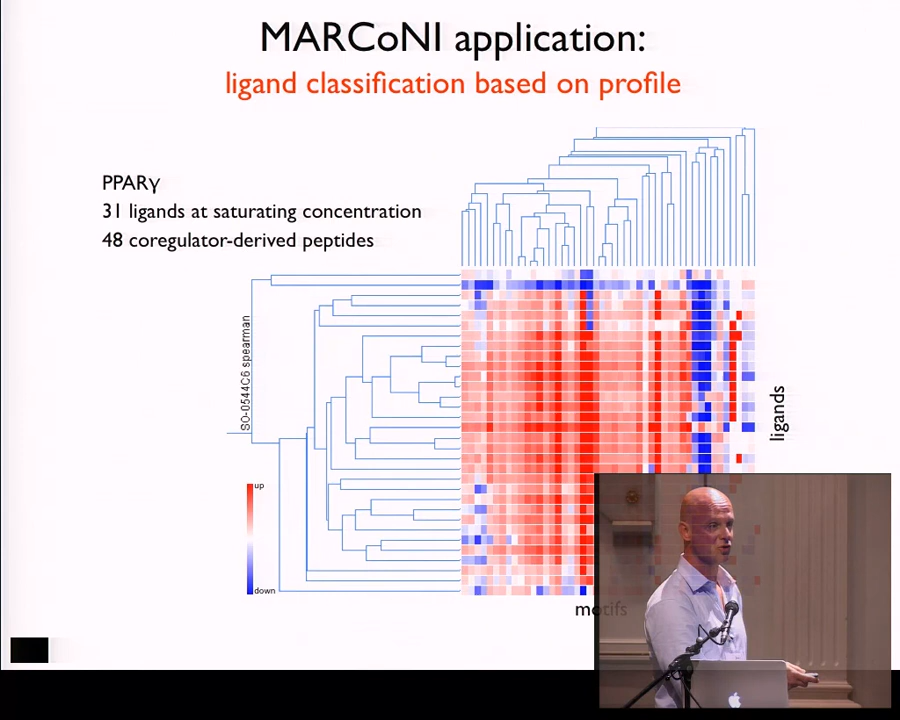 MARCoNI application:
ligand classification based on profile
PPARγ
31 ligands at saturating concentration
48 coregulator-derived peptides
SO-0544C6 spearman
ligands
up
down
motifs